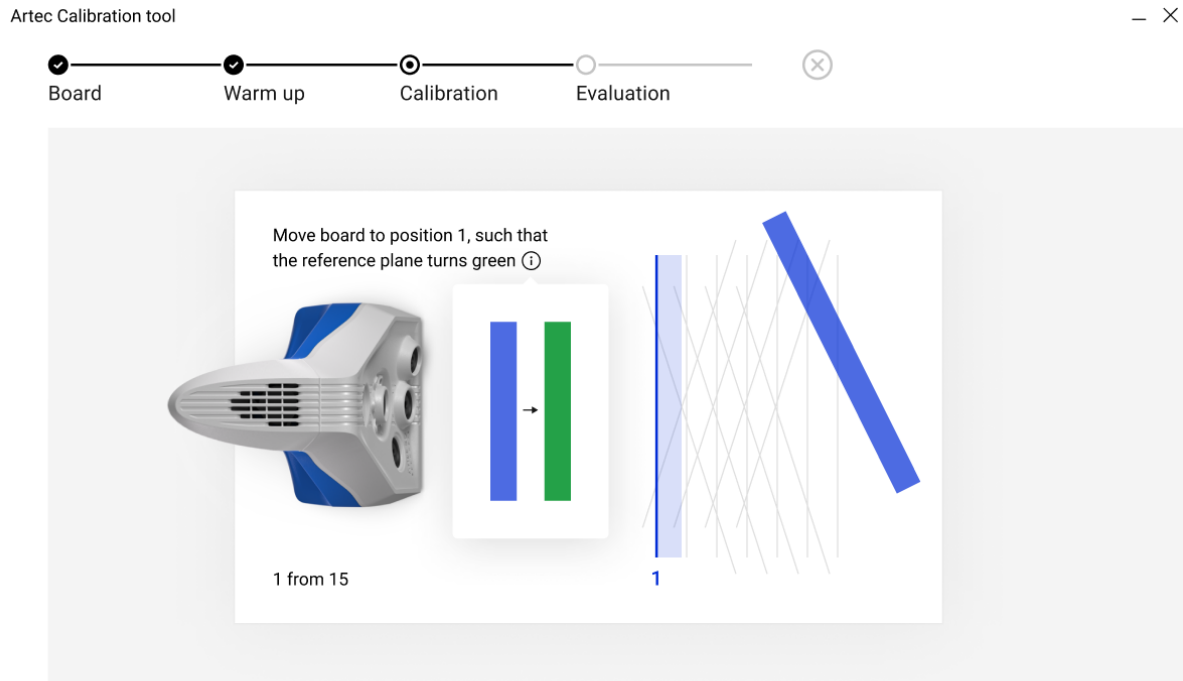 Artec Calibration tool
Board
Warm up
Calibration
Evaluation
Move board to position 1, such that
the reference plane turns green
1 from 15
1